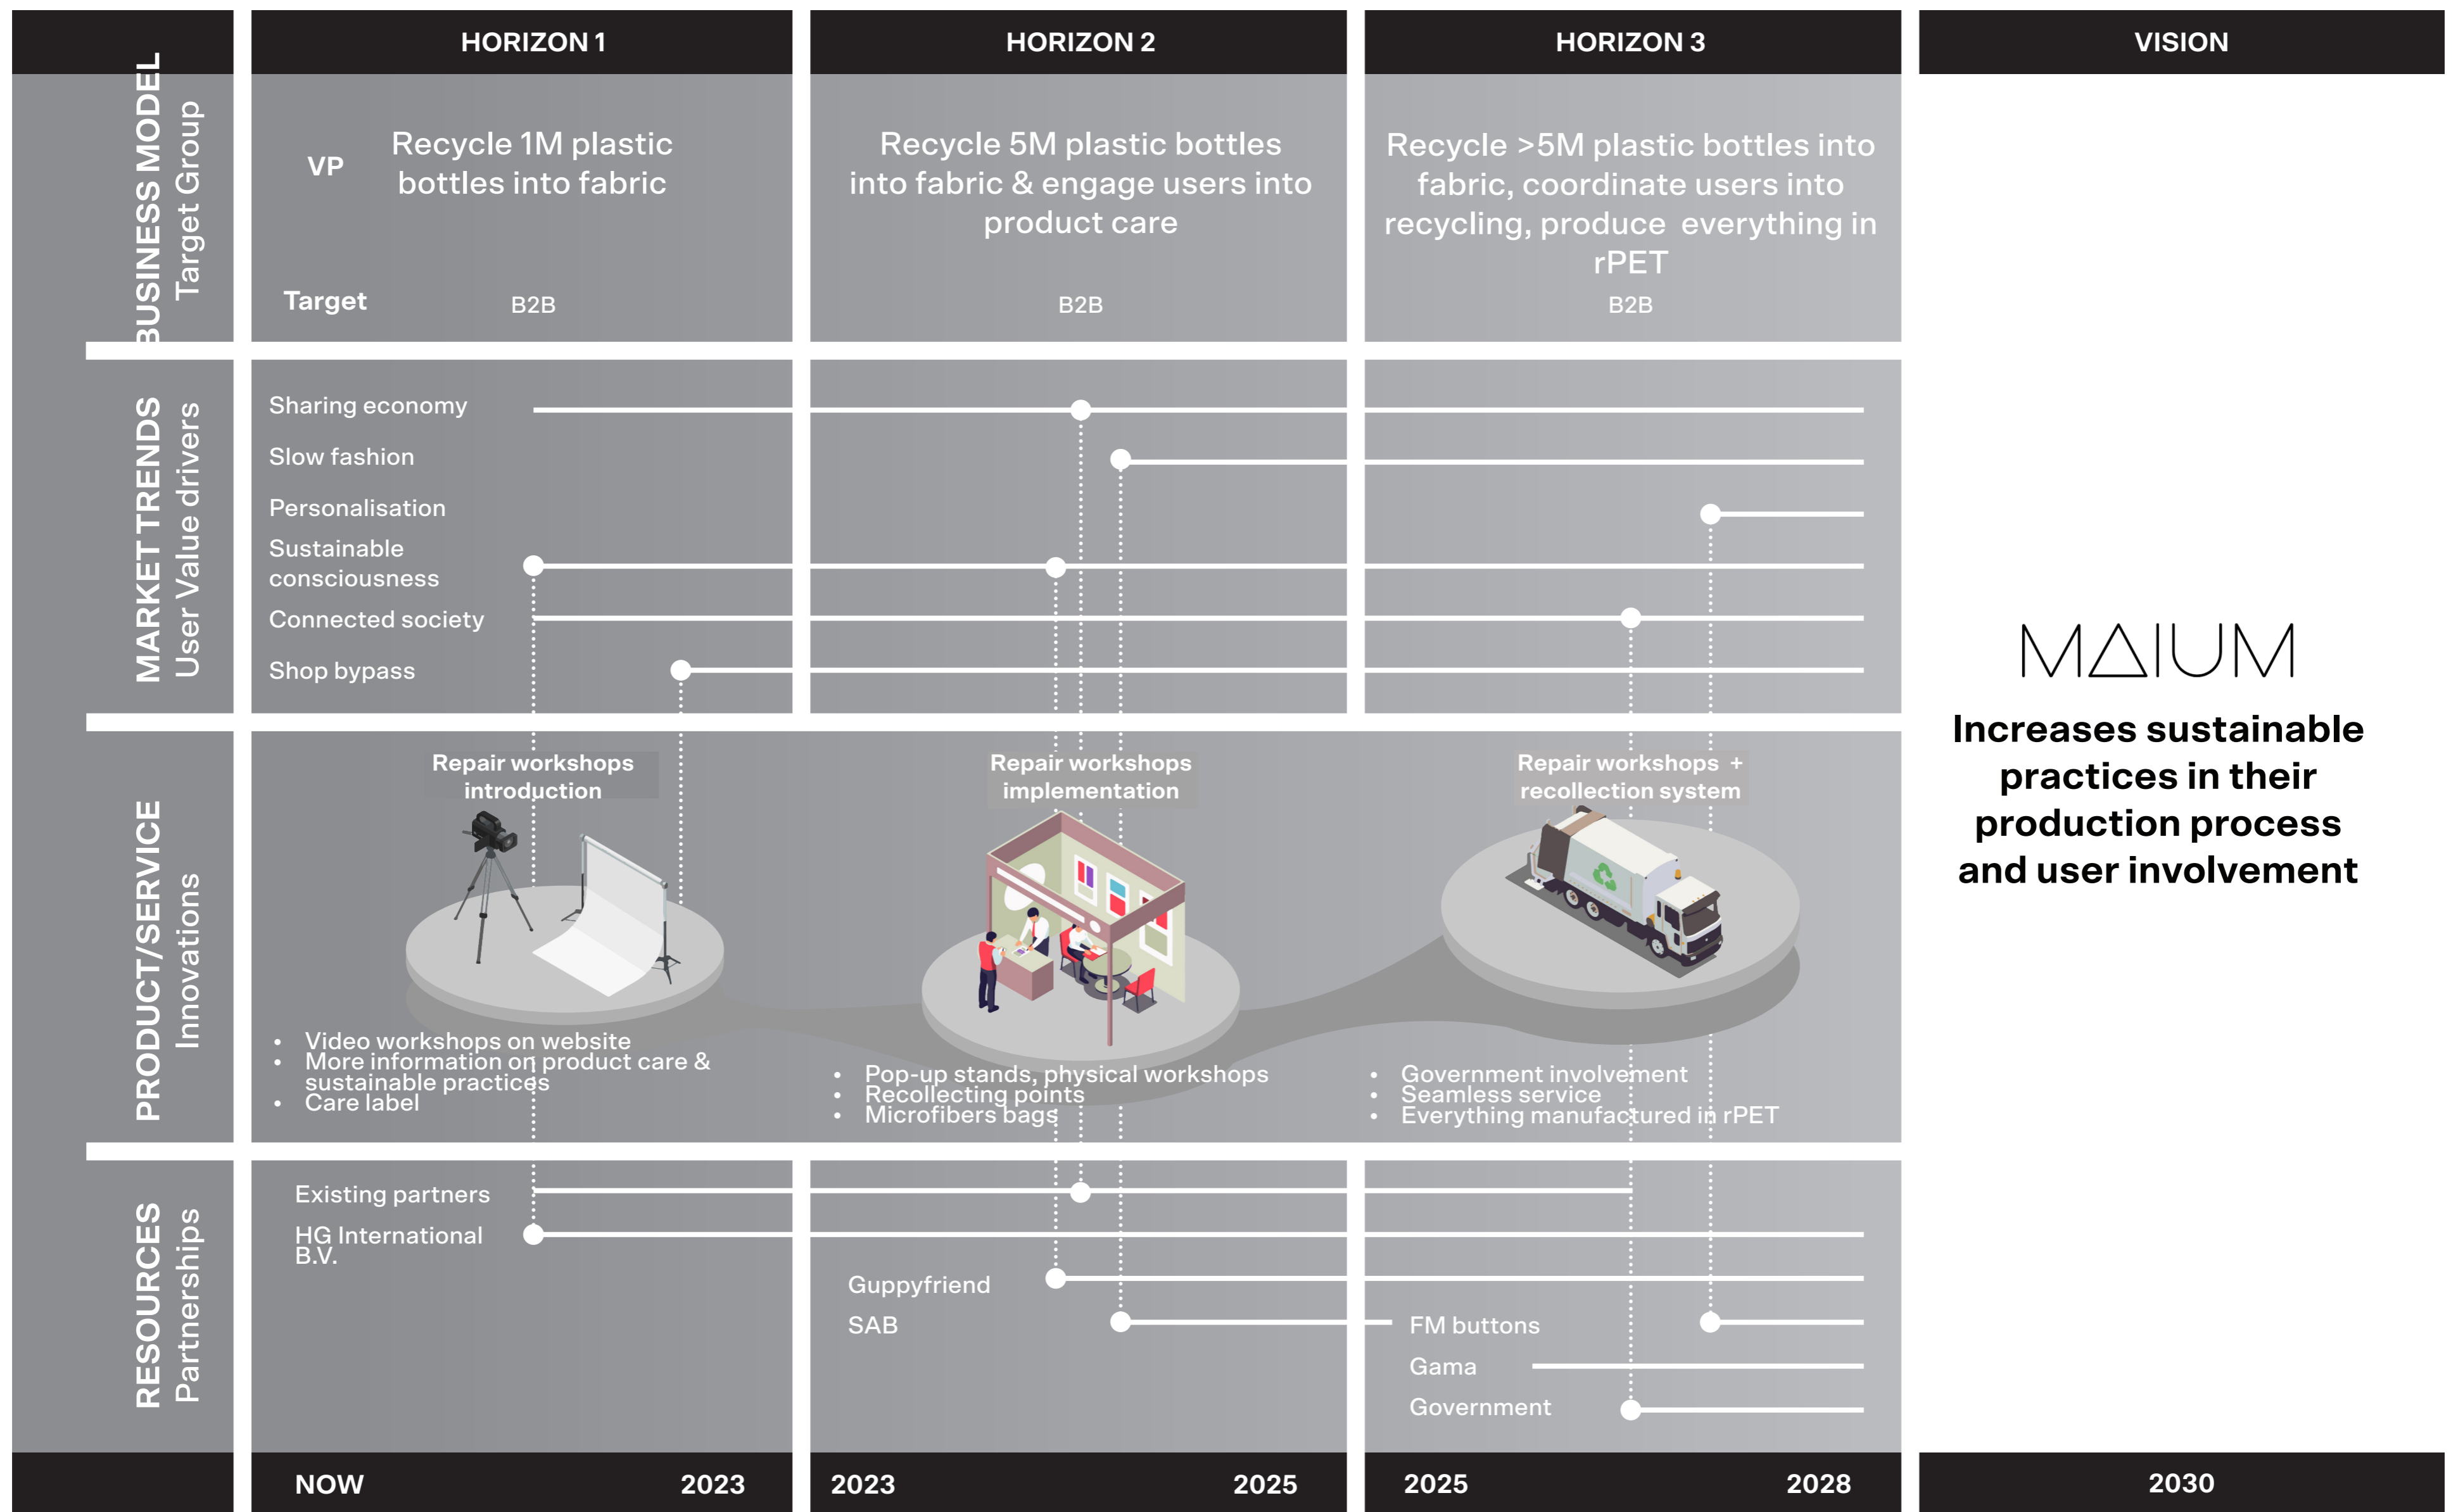 HORIZON 1
HORIZON 2
HORIZON 3
VISION
BUSINESS MODEL
Target Group
VP
Recycle 1M plastic
bottles into fabric
Recycle 5M plastic bottles
into fabric & engage users into
product care
Recycle >5M plastic bottles into
fabric, coordinate users into
recycling, produce everything in
rPET
Target
B2B
B2B
B2B
MARKET TRENDS
User Value drivers
Sharing economy
Slow fashion
Personalisation
Sustainable
consciousness
Connected society
Shop bypass
PRODUCT/SERVICE
Innovations
Repair workshops
introduction
Repair workshops
implementation
Repair workshops +
recollection system
• Video workshops on website
• More information on product care &
sustainable practices
• Care label
• Pop-up stands, physical workshops
• Recollecting points
• Microfibers bags
• Government involvement
• Seamless service
• Everything manufactured in rPET
RESOURCES
Partnerships
Existing partners
HG International
B.V.
Guppyfriend
SAB
FM buttons
Gama
Government
MAIUM
Increases sustainable
practices in their
production process
and user involvement
NOW
2023
2023
2025
2025
2028
2030